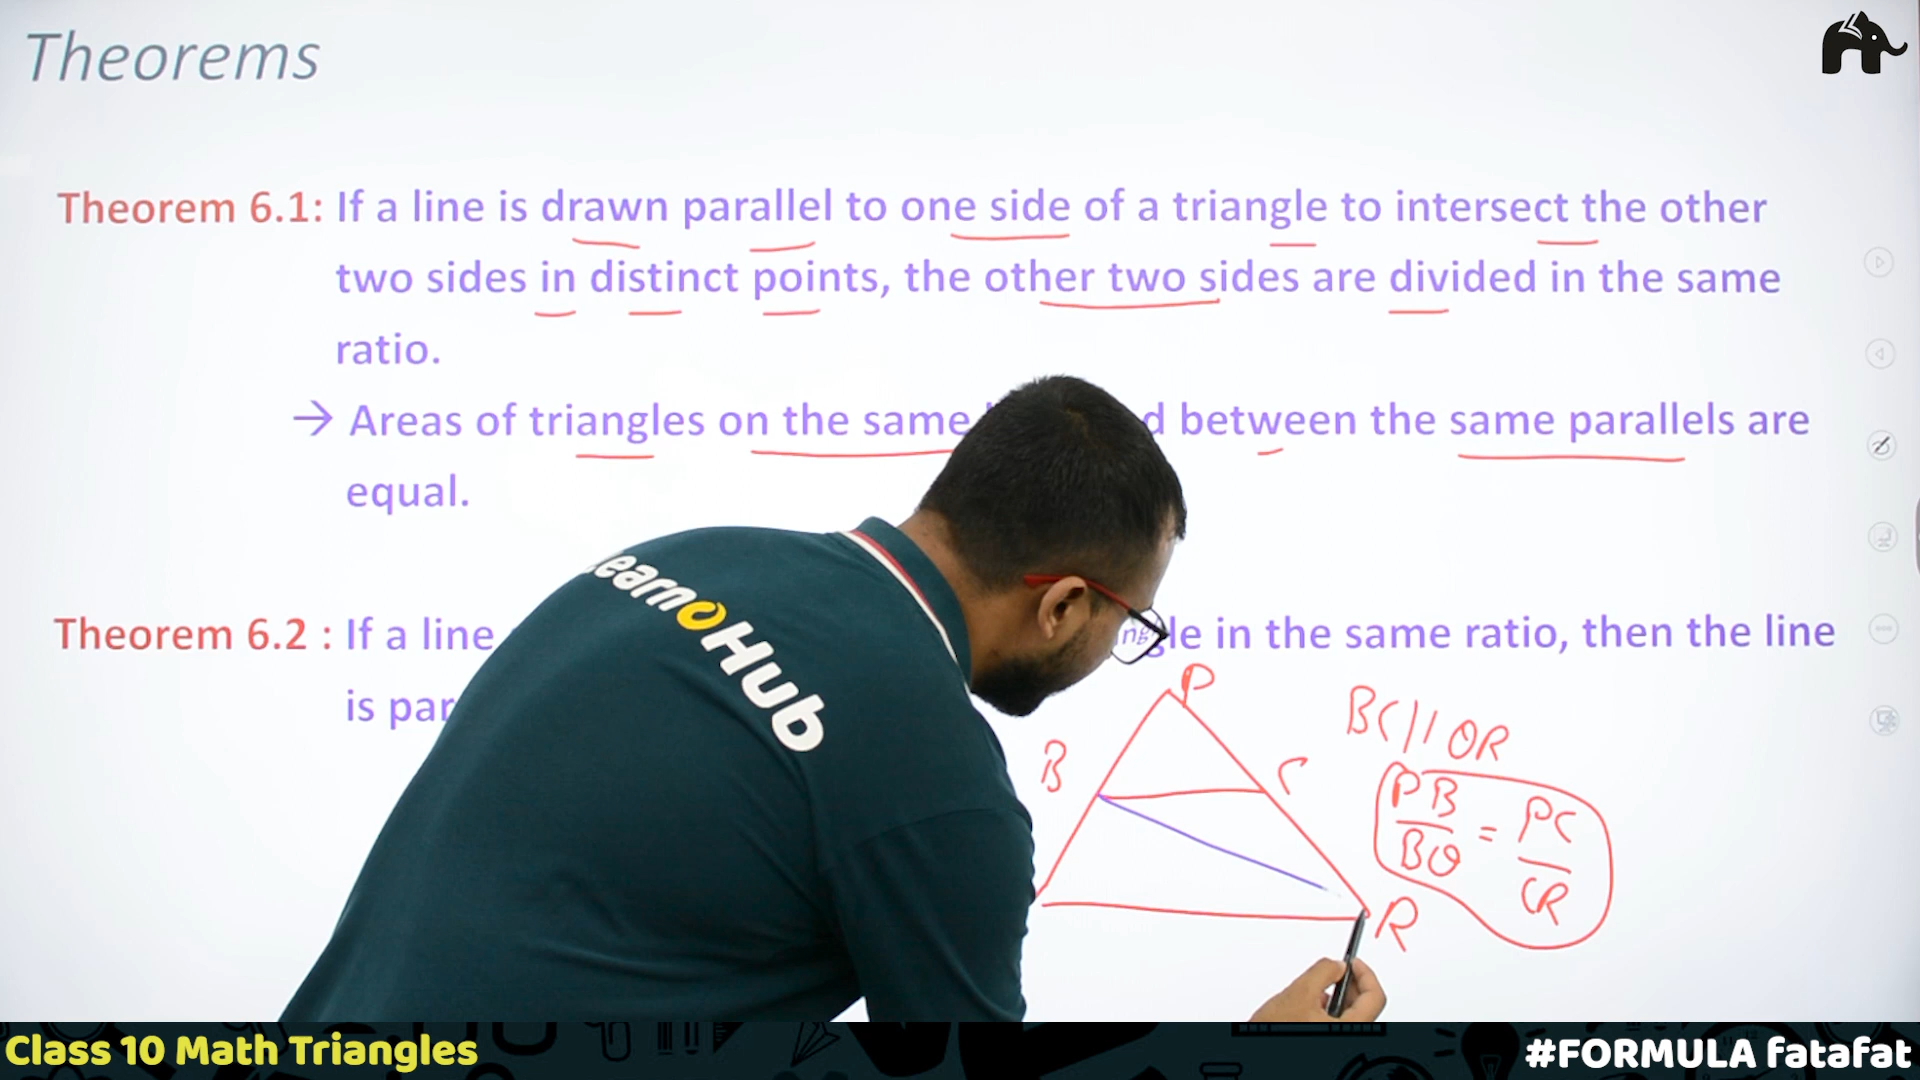 Theorems
Theorem 6.1: If a line is drawn parallel to one side of a triangle to intersect the other
two sides in distinct points, the other two sides are divided in the same
ratio.
→ Areas of triangles on the same d between the same parallels are
equal.
Theorem 6.2 : If a line ngle in the same ratio, then the line
is par
LearnoHub
P
B
C
R
BC || QR
PB/BQ = PC/CR
Class 10 Math Triangles
#FORMULA fatafat